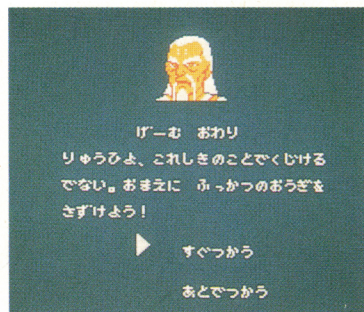 げーむ おわり
りゅうひよ、これしきのことでくじける
でない。おまえに ふっかつのおうぎを
さずけよう!
すぐつかう
あとでつかう